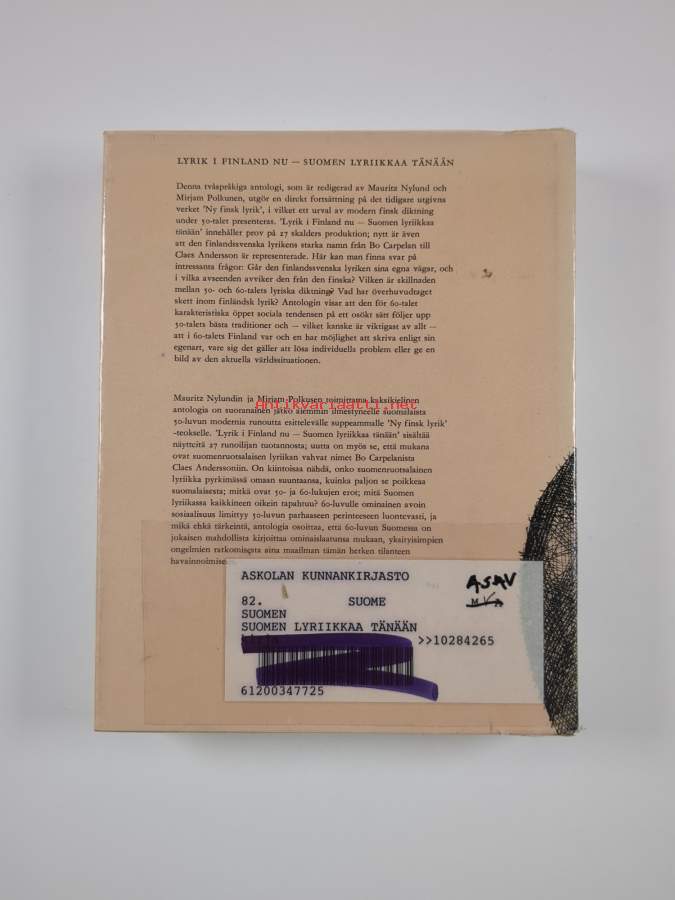 LYRIK I FINLAND NU — SUOMEN LYRIIKKAA TÄNÄÄN
Denna tvåspråkiga antologi, som är redigerad av Mauritz Nylund och
Mirjam Polkunen, utgör en direkt fortsättning på det tidigare utgivna
verket 'Ny finsk lyrik', i vilket ett urval av modern finsk diktning
under 50-talet presenteras. 'Lyrik i Finland nu — Suomen lyriikkaa
tänään' innehåller prov på 27 skalders produktion; nytt är även
att den finlandssvenska lyrikens starka namn från Bo Carpelan till
Claes Andersson är representerade. Här kan man finna svar på
intressanta frågor: Går den finlandssvenska lyriken sina egna vägar, och
i vilka avseenden avviker den från den finska? Vilken är skillnaden
mellan 50- och 60-talets lyriska diktning? Vad har överhuvudtaget
skett inom finländsk lyrik? Antologin visar att den för 60-talet
karakteristiska öppet sociala tendensen på ett osökt sätt följer upp
50-talets bästa traditioner och — vilket kanske är viktigast av allt —
att i 60-talets Finland var och en har möjlighet att skriva enligt sin
egenart, vare sig det gäller att lösa individuella problem eller ge en
bild av den aktuella världssituationen.
Mauritz Nylundin ja Mirjam Polkusen toimittama kaksikielinen
Antikvariaatti.net
antologia on suoranainen jatko aiemmin ilmestyneelle suomalaista
50-luvun modernia runoutta esittelevälle suppeammalle 'Ny finsk lyrik'
-teokselle. 'Lyrik i Finland nu — Suomen lyriikkaa tänään' sisältää
näytteitä 27 runoilijan tuotannosta; uutta on myös se, että mukana
ovat suomenruotsalaisen lyriikan vahvat nimet Bo Carpelanista
Claes Anderssoniin. On kiintoisaa nähdä, onko suomenruotsalainen
lyriikka pyrkimässä omaan suuntaansa, kuinka paljon se poikkeaa
suomalaisesta; mitkä ovat 50- ja 60-lukujen erot; mitä Suomen
lyriikassa kaikkineen oikein tapahtuu? 60-luvulle ominainen avoin
sosiaalisuus limittyy 50-luvun parhaaseen perinteeseen luontevasti, ja
mikä ehkä tärkeintä, antologia osoittaa, että 60-luvun Suomessa on
jokaisen mahdollista kirjoittaa ominaislaatunsa mukaan, yksityisimpien
ongelmien ratkomisesta aina maailman tämän hetken tilanteen
havainnoimise
ASKOLAN KUNNANKIRJASTO
ASAV
82. SUOME
SUOMEN
SUOMEN LYRIIKKAA TÄNÄÄN
>>10284265
61200347725